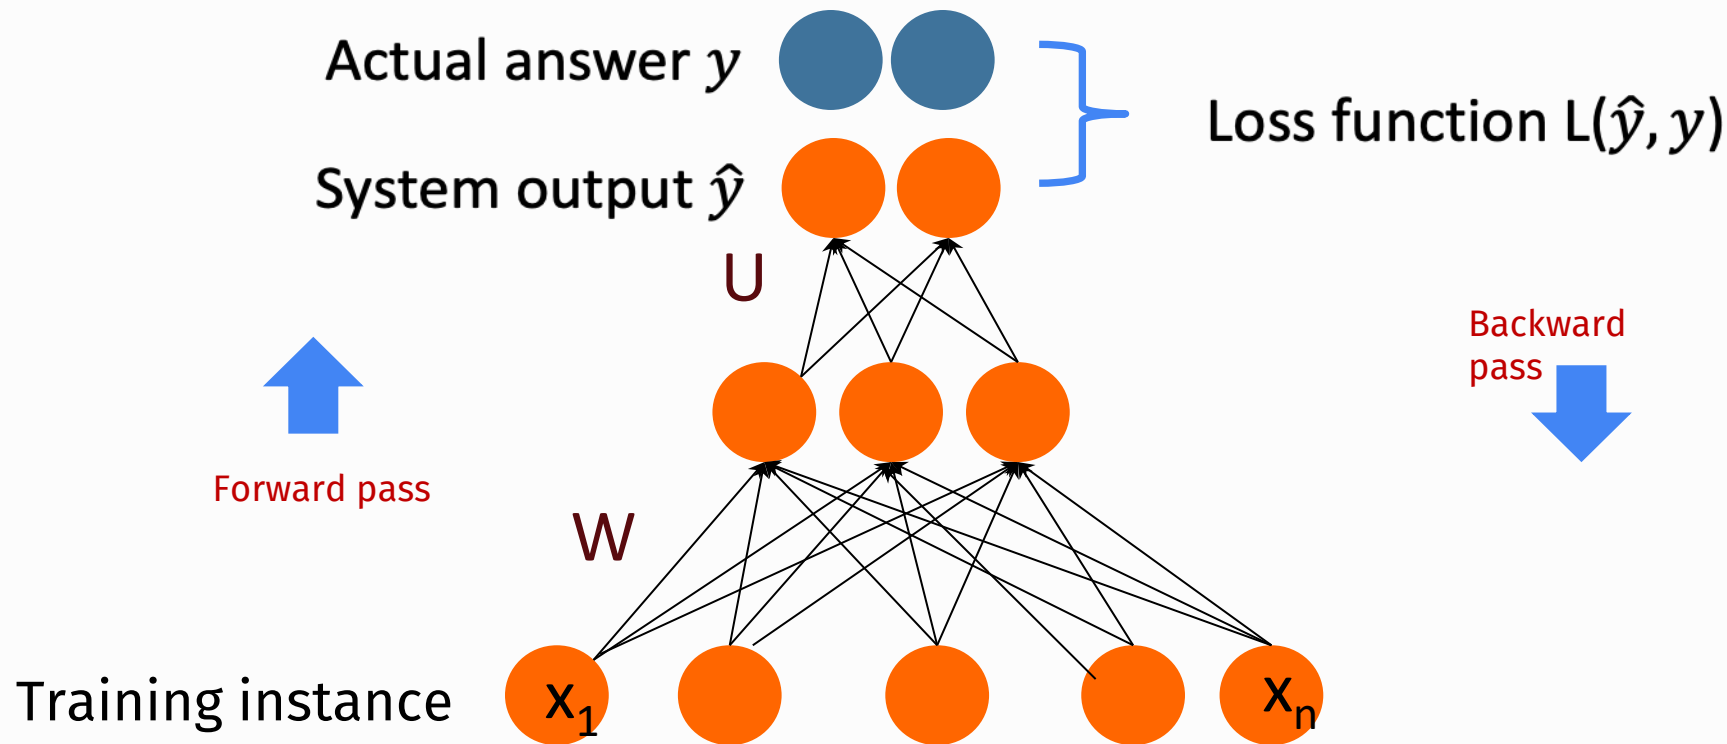 Actual answer y
Loss function L(ŷ, y)
System output ŷ
U
Backward
pass
Forward pass
W
Training instance
x₁
xₙ